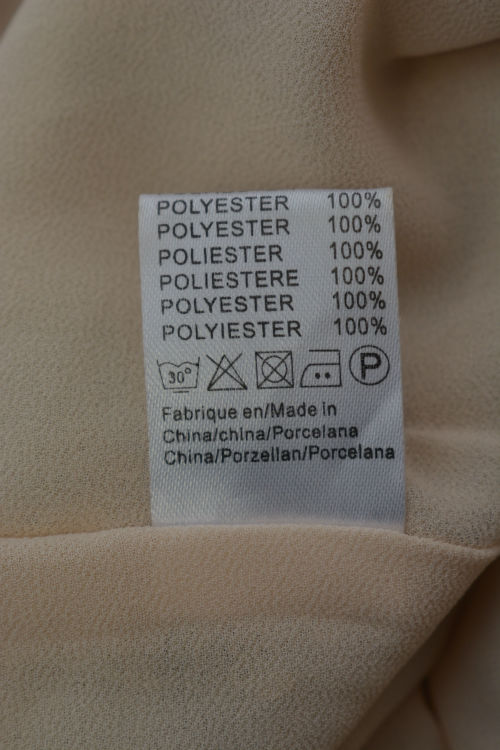 POLYESTER 100%
POLYESTER 100%
POLIESTER 100%
POLIESTERE 100%
POLYESTER 100%
POLYIESTER 100%
30° P
Fabrique en/Made in
China/china/Porcelana
China/Porzellan/Porcelana